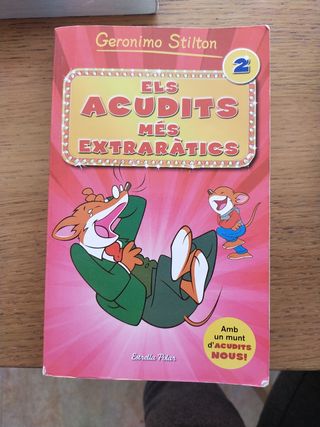 Geronimo Stilton
2
ELS
ACUDITS
MÉS
EXTRARÀTICS
Amb
un munt
d'ACUDITS
NOUS!
Estrella Polar